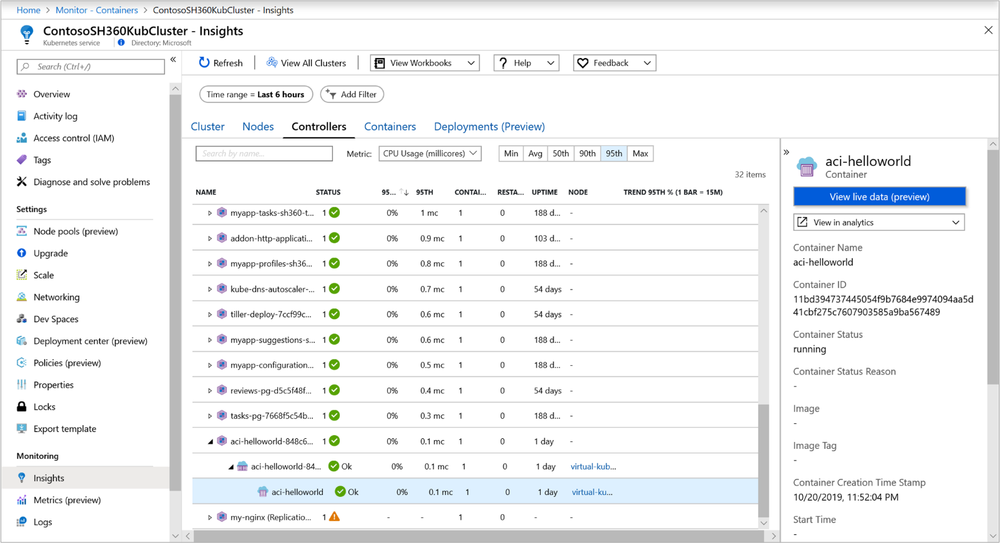 Home > Monitor - Containers > ContosoSH360KubCluster - Insights
ContosoSH360KubCluster - Insights
Kubernetes service
Directory: Microsoft
Search (Ctrl+/)
Overview
Activity log
Access control (IAM)
Tags
Diagnose and solve problems
Settings
Node pools (preview)
Upgrade
Scale
Networking
Dev Spaces
Deployment center (preview)
Policies (preview)
Properties
Locks
Export template
Monitoring
Insights
Metrics (preview)
Logs
Refresh View All Clusters View Workbooks Help Feedback
Time range = Last 6 hours Add Filter
Cluster Nodes Controllers Containers Deployments (Preview)
Search by name... Metric: CPU Usage (millicores) Min Avg 50th 90th 95th Max
32 items
NAME STATUS 95... 95TH CONTAI... RESTA... UPTIME NODE TREND 95TH % (1 BAR = 15M)
myapp-tasks-sh360-t... 1 0% 1 mc 1 0 188 d... -
addon-http-applicati... 1 0% 0.9 mc 1 0 103 d... -
myapp-profiles-sh36... 1 0% 0.8 mc 1 0 188 d... -
kube-dns-autoscaler-... 1 0% 0.7 mc 1 0 54 days -
tiller-deploy-7ccf99c... 1 0% 0.6 mc 1 0 54 days -
myapp-suggestions-s... 1 0% 0.6 mc 1 0 188 d... -
myapp-configuration... 1 0% 0.5 mc 1 0 188 d... -
reviews-pg-d5c5f48f... 1 0% 0.4 mc 1 0 54 days -
tasks-pg-7668f5c54b... 1 0% 0.3 mc 1 0 188 d... -
aci-helloworld-848c6... 1 0% 0.1 mc 1 0 1 day -
aci-helloworld-84... Ok 0% 0.1 mc 1 0 1 day virtual-kub...
aci-helloworld Ok 0% 0.1 mc 1 0 1 day virtual-ku...
my-nginx (Replicatio... 1 - - 1 0 - -
aci-helloworld
Container
View live data (preview)
View in analytics
Container Name
aci-helloworld
Container ID
11bd394737445054f9b7684e9974094aa5d
41cbf275c7607903585a9ba567489
Container Status
running
Container Status Reason
-
Image
-
Image Tag
-
Container Creation Time Stamp
10/20/2019, 11:52:04 PM
Start Time
-